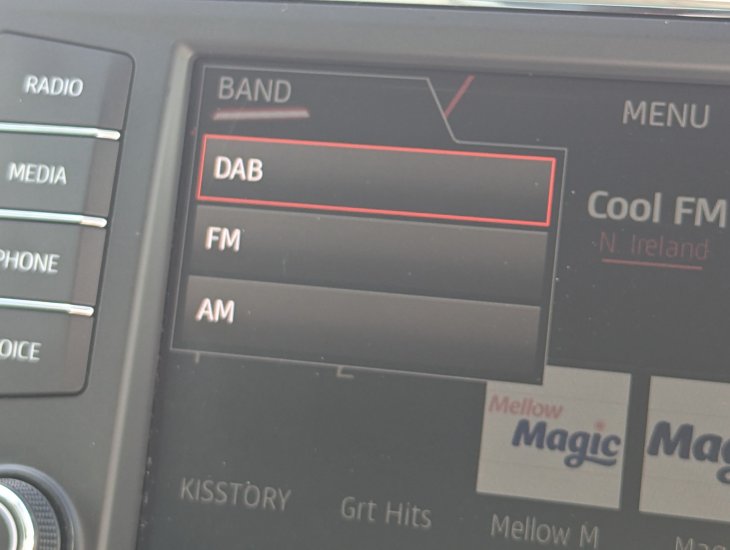 RADIO
MEDIA
PHONE
OICE
BAND
MENU
DAB
FM
AM
Cool FM
N. Ireland
Mellow
Magic
Mag
KISSTORY
Grt Hits
Mellow M